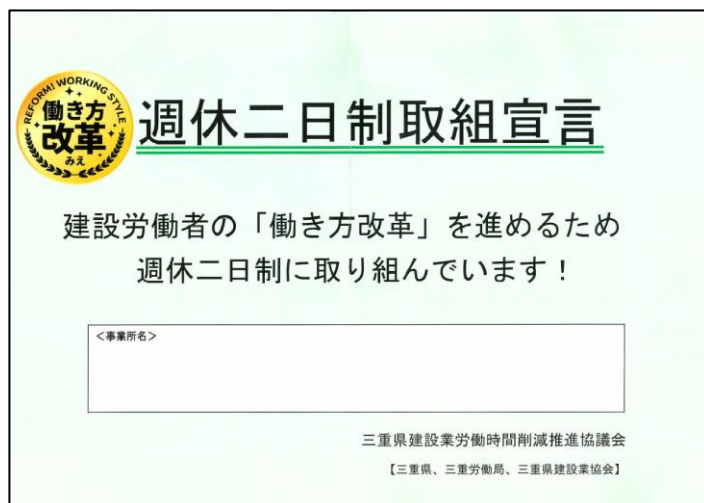 REFORM! WORKING STYLE
働き方
改革
みえ
週休二日制取組宣言
建設労働者の「働き方改革」を進めるため
週休二日制に取り組んでいます！
＜事業所名＞
三重県建設業労働時間削減推進協議会
【三重県、三重労働局、三重県建設業協会】